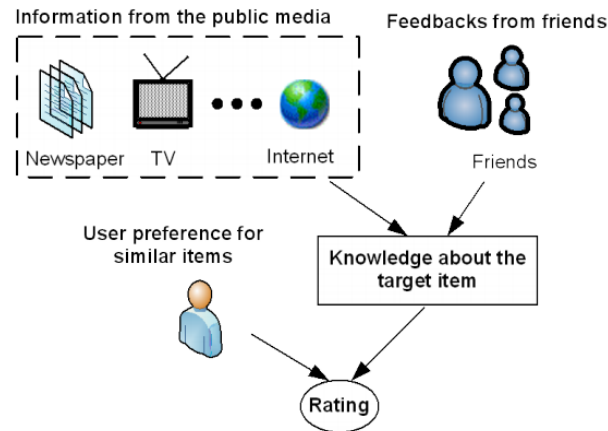 Information from the public media
Feedbacks from friends
Newspaper
TV
Internet
Friends
User preference for
similar items
Knowledge about the
target item
Rating